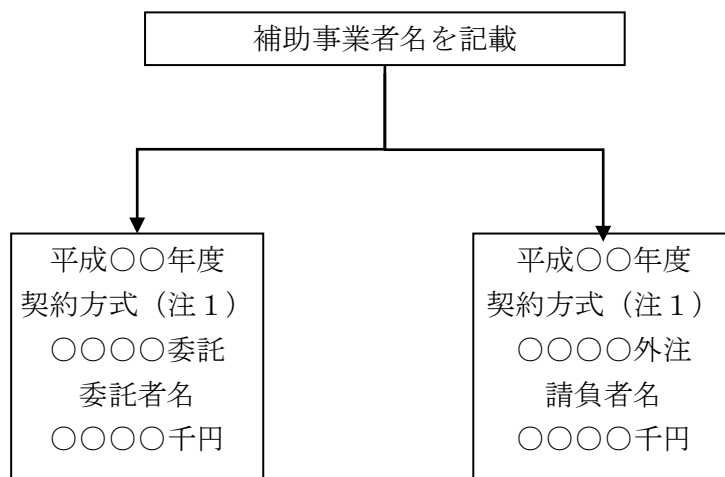 補助事業者名を記載
平成○○年度
契約方式（注１）
○○○○委託
委託者名
○○○○千円
平成○○年度
契約方式（注１）
○○○○外注
請負者名
○○○○千円